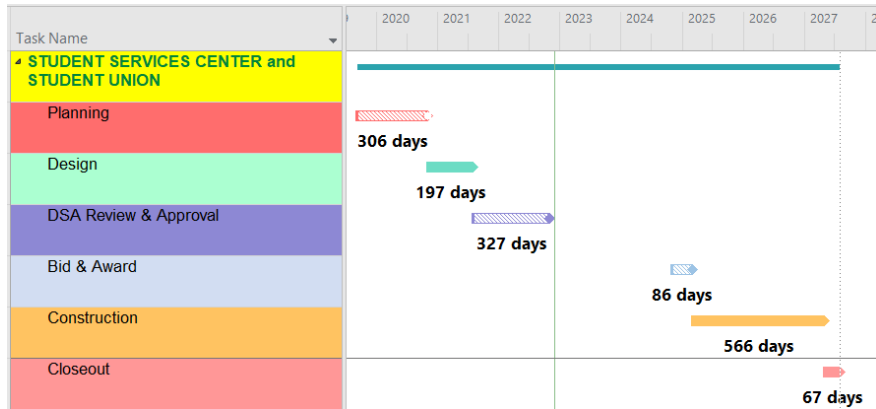 2020 2021 2022 2023 2024 2025 2026 2027 2
Task Name
STUDENT SERVICES CENTER and
STUDENT UNION
Planning
306 days
Design
197 days
DSA Review & Approval
327 days
Bid & Award
86 days
Construction
566 days
Closeout
67 days